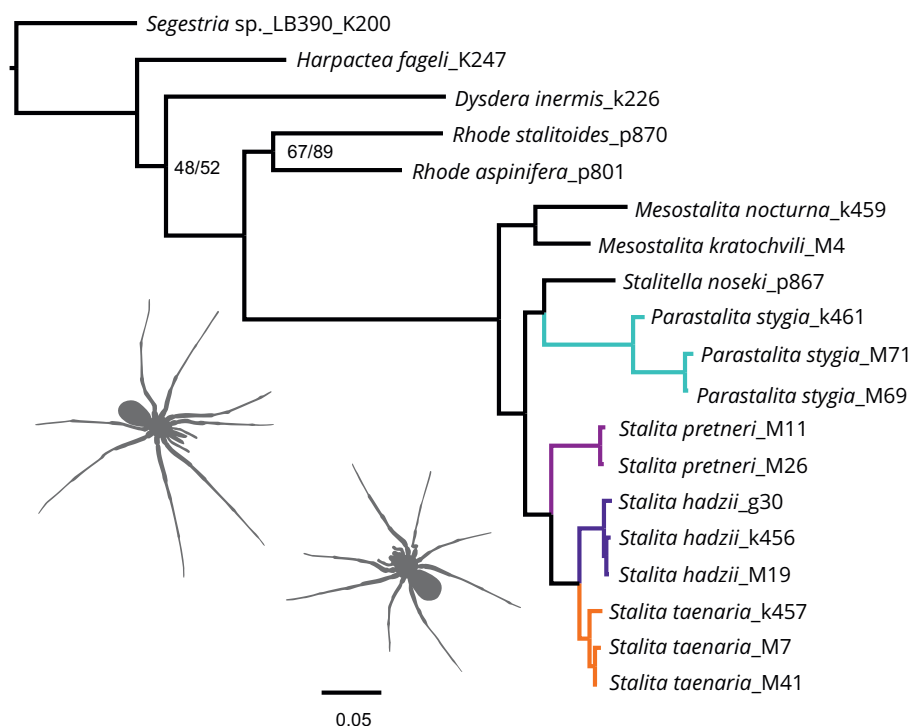 Segestria sp._LB390_K200
Harpactea fageli_K247
Dysdera inermis_k226
Rhode stalitoides_p870
67/89
48/52
Rhode aspinifera_p801
Mesostalita nocturna_k459
Mesostalita kratochvili_M4
Stalitella noseki_p867
Parastalita stygia_k461
Parastalita stygia_M71
Parastalita stygia_M69
Stalita pretneri_M11
Stalita pretneri_M26
Stalita hadzii_g30
Stalita hadzii_k456
Stalita hadzii_M19
Stalita taenaria_k457
Stalita taenaria_M7
Stalita taenaria_M41
0.05